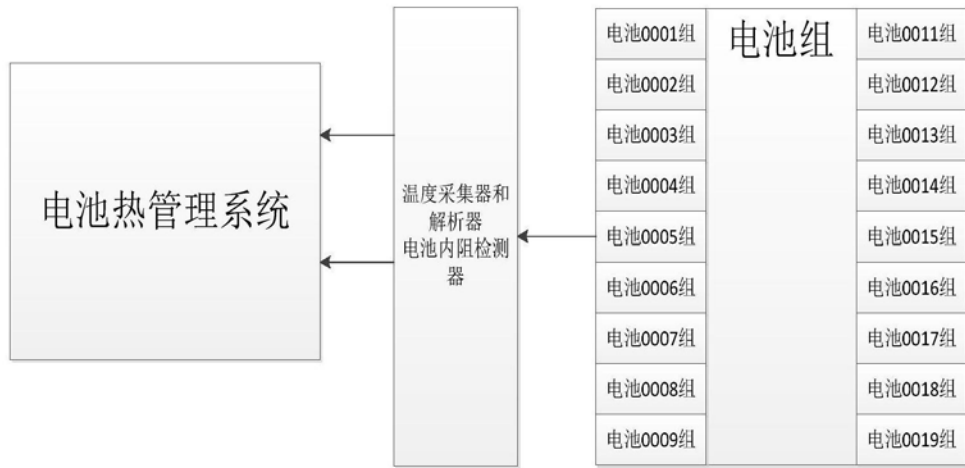 电池热管理系统
温度采集器和
解析器
电池内阻检测
器
电池组
电池0001组
电池0002组
电池0003组
电池0004组
电池0005组
电池0006组
电池0007组
电池0008组
电池0009组
电池0011组
电池0012组
电池0013组
电池0014组
电池0015组
电池0016组
电池0017组
电池0018组
电池0019组